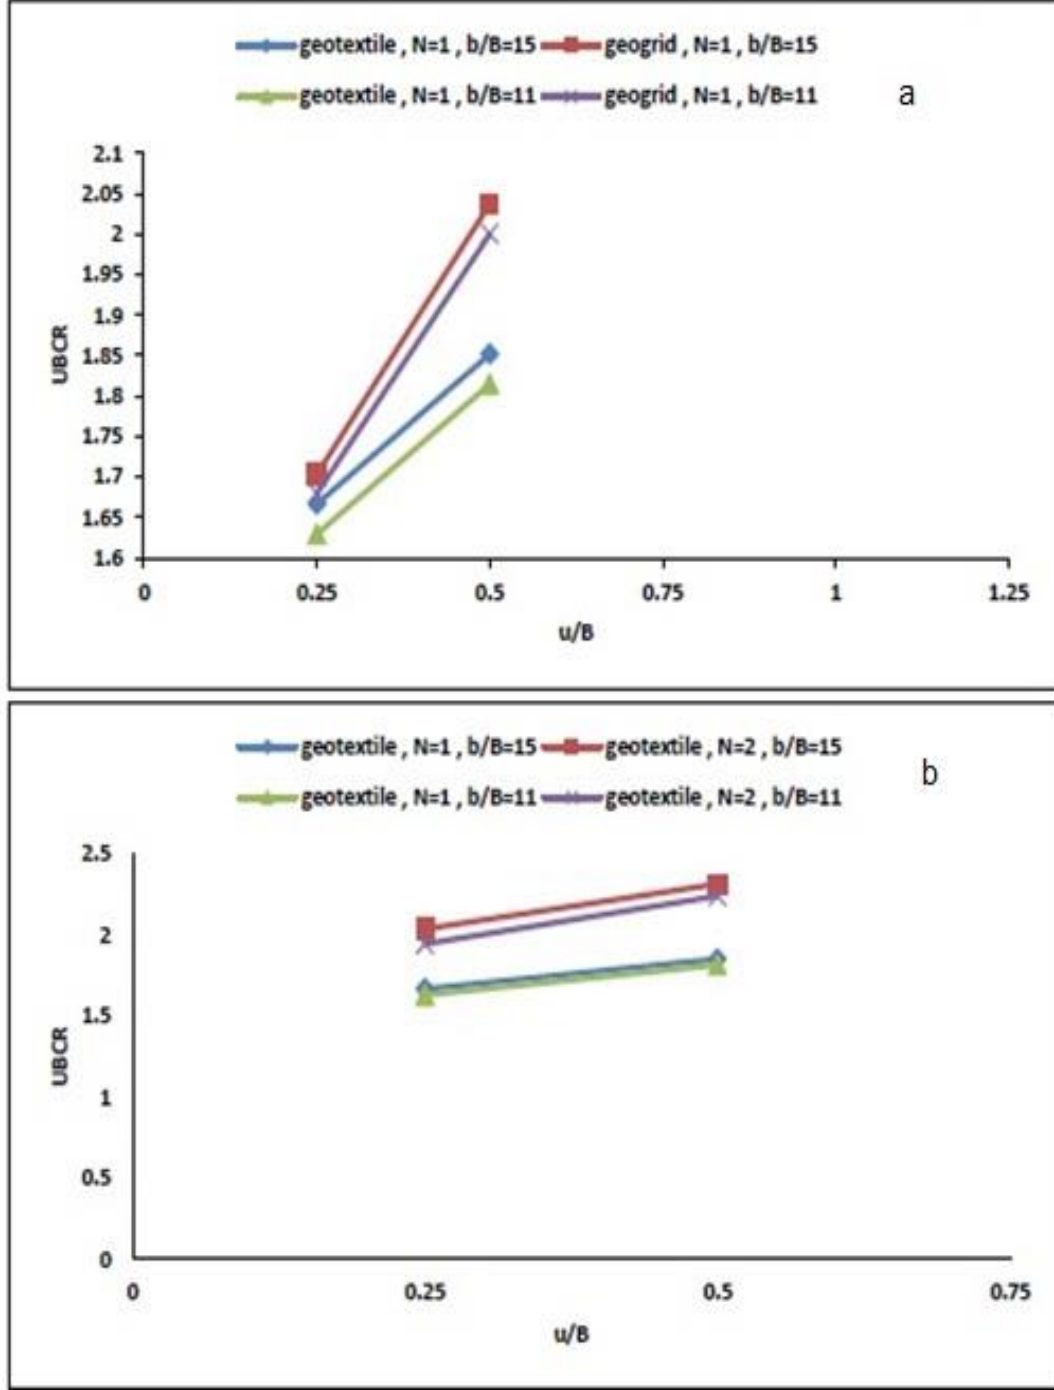 geotextile , N=1 , b/B=15 geogrid , N=1 , b/B=15
geotextile , N=1 , b/B=11 geogrid , N=1 , b/B=11
a
2.1
2.05
2
1.95
1.9
1.85
1.8
1.75
1.7
1.65
1.6
UBCR
0 0.25 0.5 0.75 1 1.25
u/B
geotextile , N=1 , b/B=15 geotextile , N=2 , b/B=15
b
geotextile , N=1 , b/B=11 geotextile , N=2 , b/B=11
2.5
2
1.5
1
0.5
0
UBCR
0 0.25 0.5 0.75
u/B